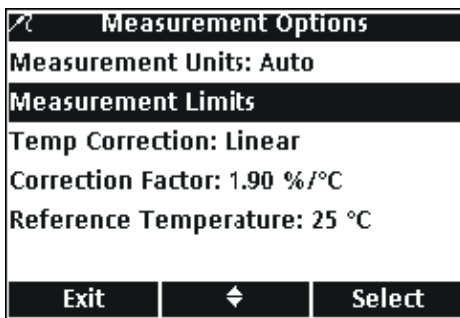 Measurement Options
Measurement Units: Auto
Measurement Limits
Temp Correction: Linear
Correction Factor: 1.90 %/°C
Reference Temperature: 25 °C
Exit Select